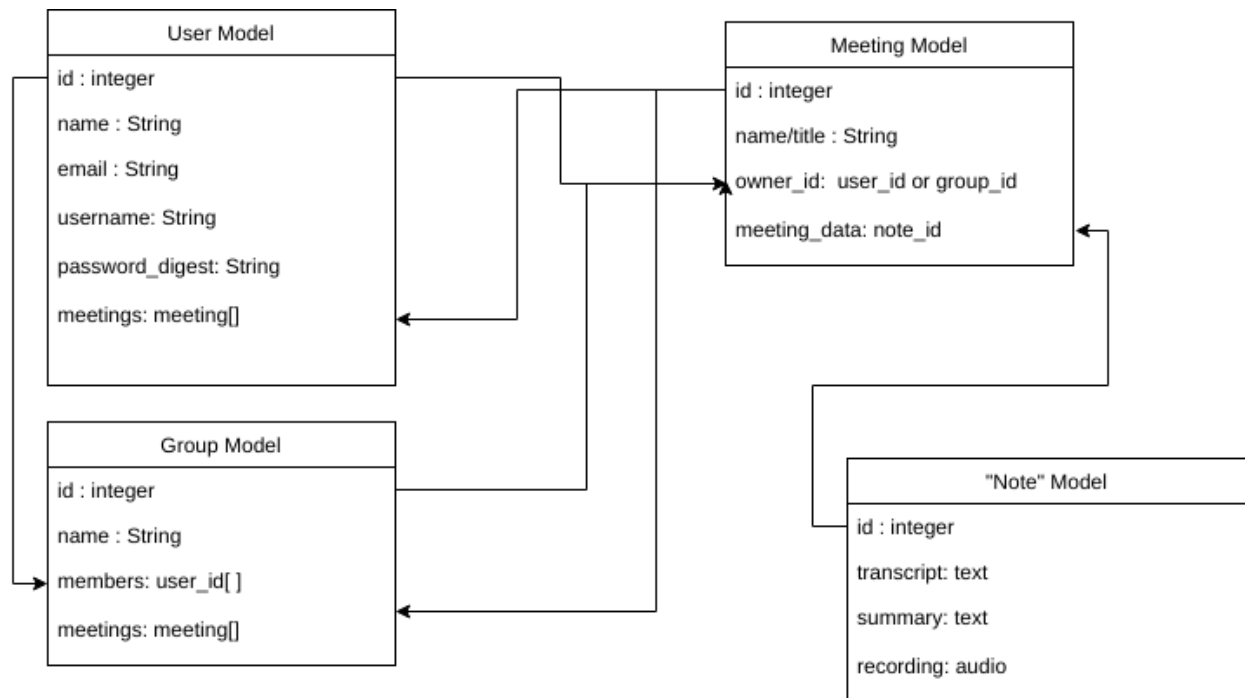 User Model
id : integer
name : String
email : String
username: String
password_digest: String
meetings: meeting[]
Meeting Model
id : integer
name/title : String
owner_id:  user_id or group_id
meeting_data: note_id
Group Model
id : integer
name : String
members: user_id[ ]
meetings: meeting[]
"Note" Model
id : integer
transcript: text
summary: text
recording: audio